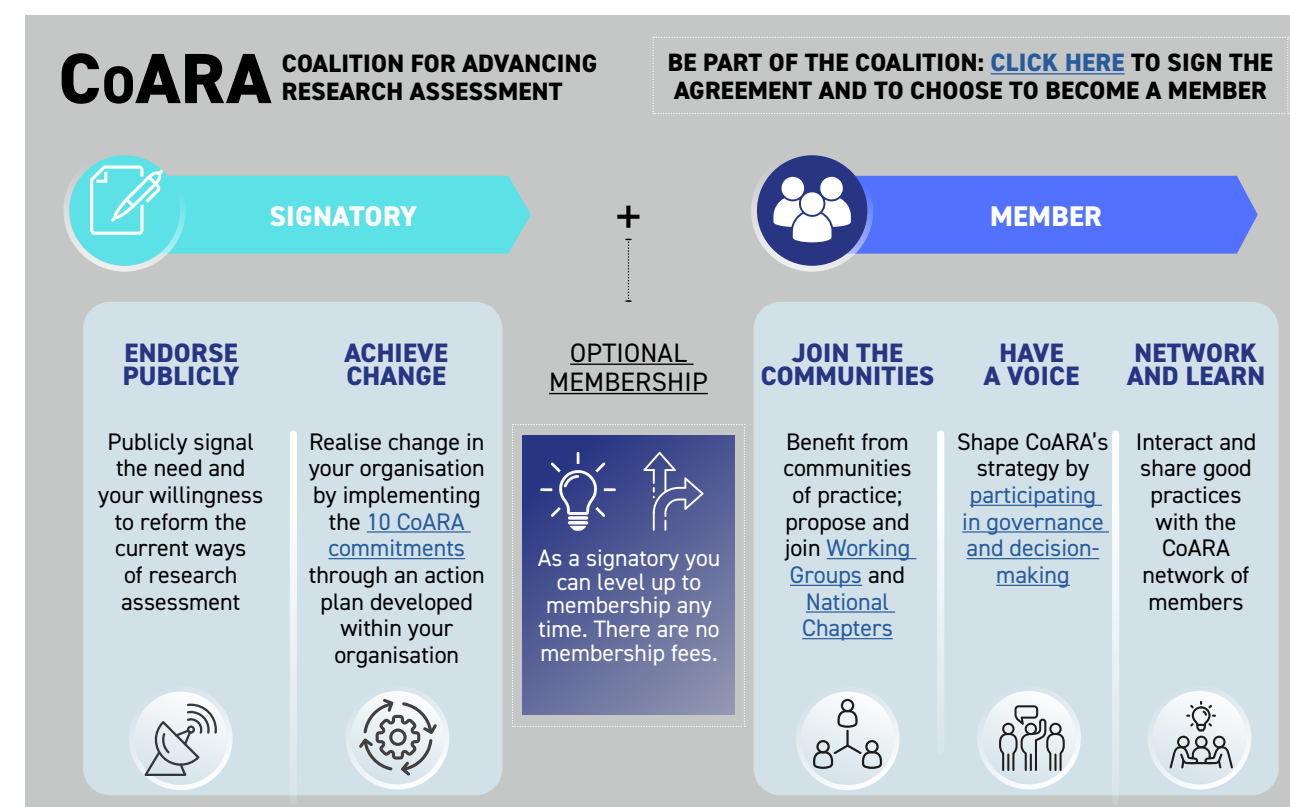 CoARA
COALITION FOR ADVANCING
RESEARCH ASSESSMENT
BE PART OF THE COALITION: CLICK HERE TO SIGN THE
AGREEMENT AND TO CHOOSE TO BECOME A MEMBER
SIGNATORY
+
MEMBER
ENDORSE
PUBLICLY
Publicly signal
the need and
your willingness
to reform the
current ways
of research
assessment
ACHIEVE
CHANGE
Realise change in
your organisation
by implementing
the 10 CoARA
commitments
through an action
plan developed
within your
organisation
OPTIONAL
MEMBERSHIP
As a signatory you
can level up to
membership any
time. There are no
membership fees.
JOIN THE
COMMUNITIES
Benefit from
communities
of practice;
propose and
join Working
Groups and
National
Chapters
HAVE
A VOICE
Shape CoARA's
strategy by
participating
in governance
and decision-
making
NETWORK
AND LEARN
Interact and
share good
practices
with the
CoARA
network of
members